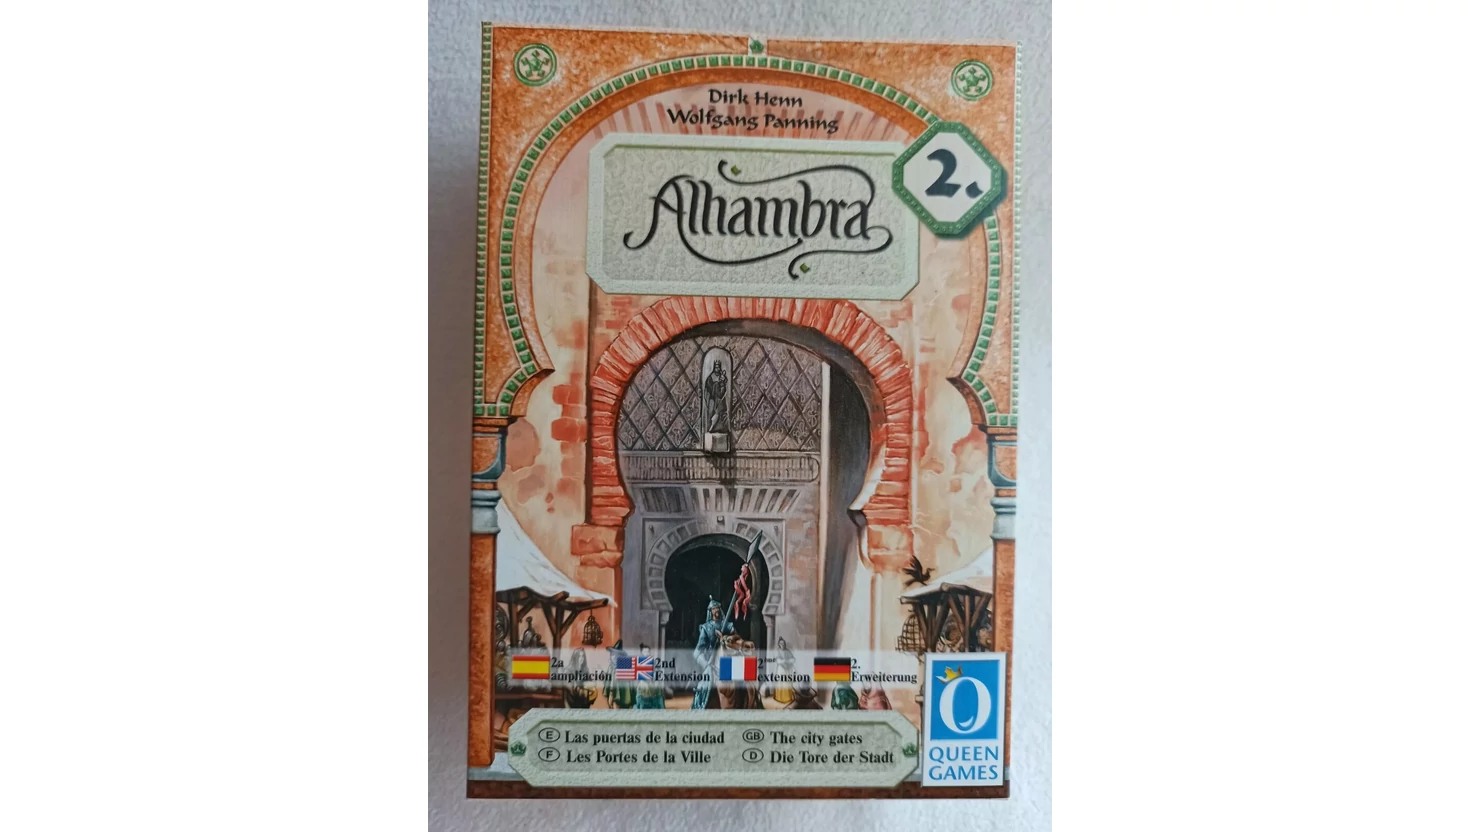 Dirk Henn
Wolfgang Panning
Alhambra
2.
2a
ampliación
2nd
Extension
2ème
extension
2.
Erweiterung
E Las puertas de la ciudad
GB The city gates
F Les Portes de la Ville
D Die Tore der Stadt
Q
QUEEN
GAMES